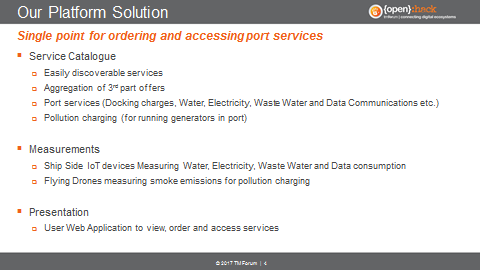 Our Platform Solution
{open}:hack
tmforum | connecting digital ecosystems
Single point for ordering and accessing port services
Service Catalogue
Easily discoverable services
Aggregation of 3rd part offers
Port services (Docking charges, Water, Electricity, Waste Water and Data Communications etc.)
Pollution charging (for running generators in port)
Measurements
Ship Side IoT devices Measuring Water, Electricity, Waste Water and Data consumption
Flying Drones measuring smoke emissions for pollution charging
Presentation
User Web Application to view, order and access services
© 2017 TM Forum | 4